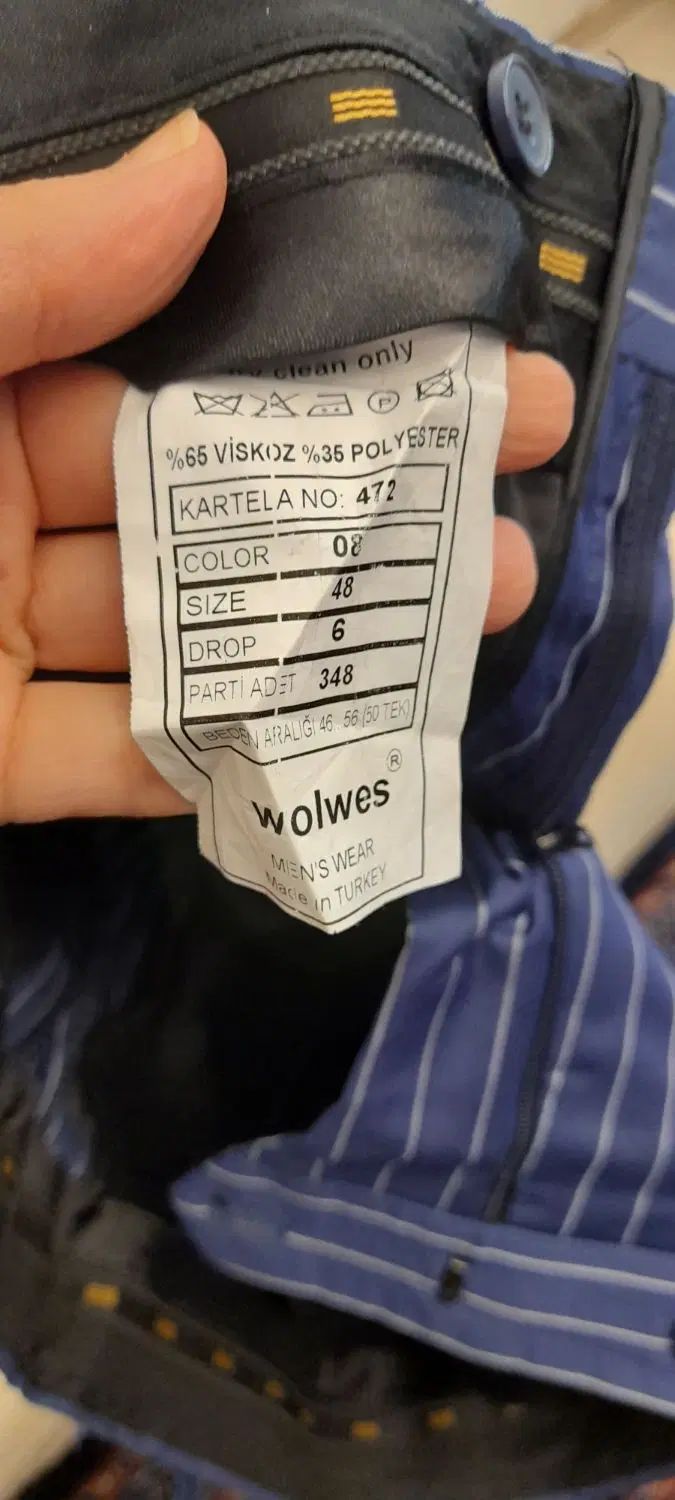 clean only
P
%65 VİSKOZ %35 POLYESTER
KARTELA NO: 472
COLOR 08
SIZE 48
DROP 6
PARTİ ADET 348
BEDEN ARALIĞI 46..56 (50 TEK)
wolwes ®
MEN'S WEAR
Made in TURKEY